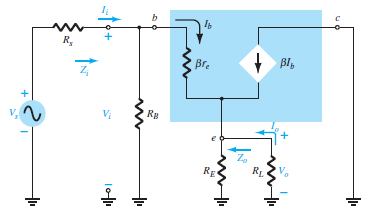 I_i
b
I_b
c
R_s
+
+
Z_i
βr_e
βI_b
V_s
V_i
R_B
−
e
I_o
+
Z_o
R_E
R_L
V_o
−
−